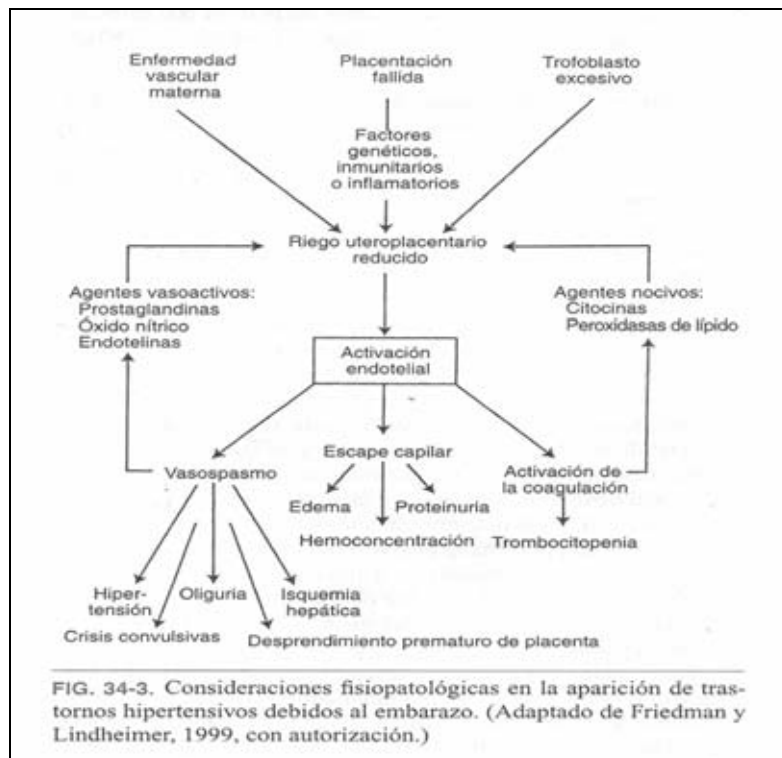 Enfermedad
vascular
materna
Placentación
fallida
Trofoblasto
excesivo
Factores
genéticos,
inmunitarios
o inflamatorios
Riego uteroplacentario
reducido
Agentes vasoactivos:
Prostaglandinas
Óxido nítrico
Endotelinas
Agentes nocivos:
Citocinas
Peroxidasas de lípido
Activación
endotelial
Vasospasmo
Escape capilar
Activación de
la coagulación
Edema
Proteinuria
Hemoconcentración
Trombocitopenia
Hiper-
tensión
Oliguria
Isquemia
hepática
Crisis convulsivas
Desprendimiento prematuro de placenta
FIG. 34-3. Consideraciones fisiopatológicas en la aparición de tras-
tornos hipertensivos debidos al embarazo. (Adaptado de Friedman y
Lindheimer, 1999, con autorización.)